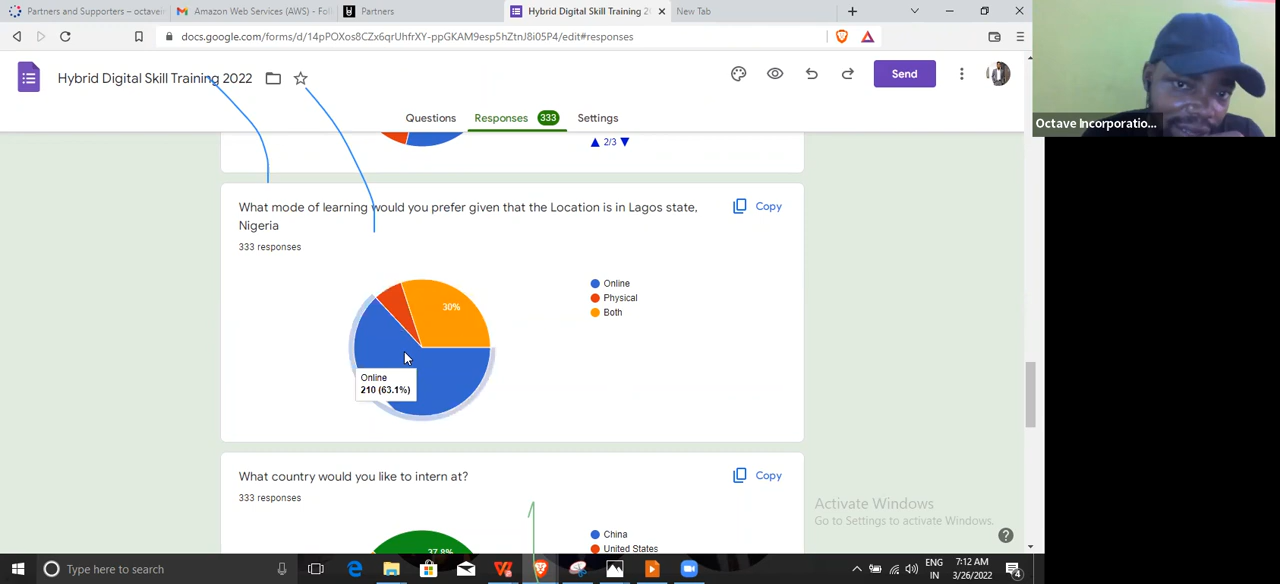 Partners and Supporters – octavei
Amazon Web Services (AWS) - Foll
Partners
Hybrid Digital Skill Training 2
New Tab
docs.google.com/forms/d/14pPOXos8CZx6qrUhfrXY-ppGKAM9esp5hZtnJ8i05P4/edit#responses
Hybrid Digital Skill Training 2022
Send
Questions
Responses 333
Settings
2/3
What mode of learning would you prefer given that the Location is in Lagos state,
Nigeria
Copy
333 responses
30%
Online
Physical
Both
Online
210 (63.1%)
What country would you like to intern at?
Copy
333 responses
37.8%
China
United States
Activate Windows
Go to Settings to activate Windows.
Type here to search
ENG
IN
7:12 AM
3/26/2022
4
Octave Incorporatio...